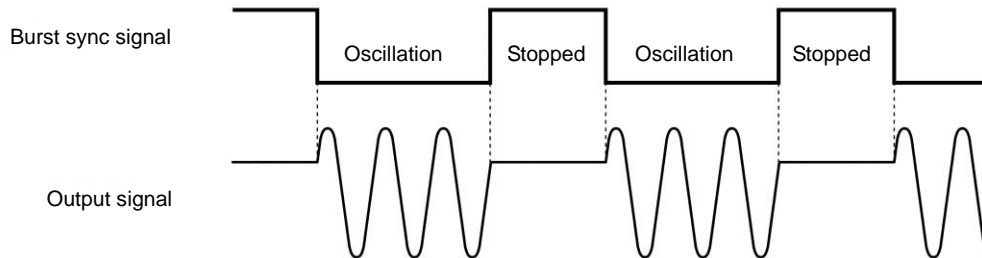 Burst sync signal
Oscillation Stopped Oscillation Stopped
Output signal